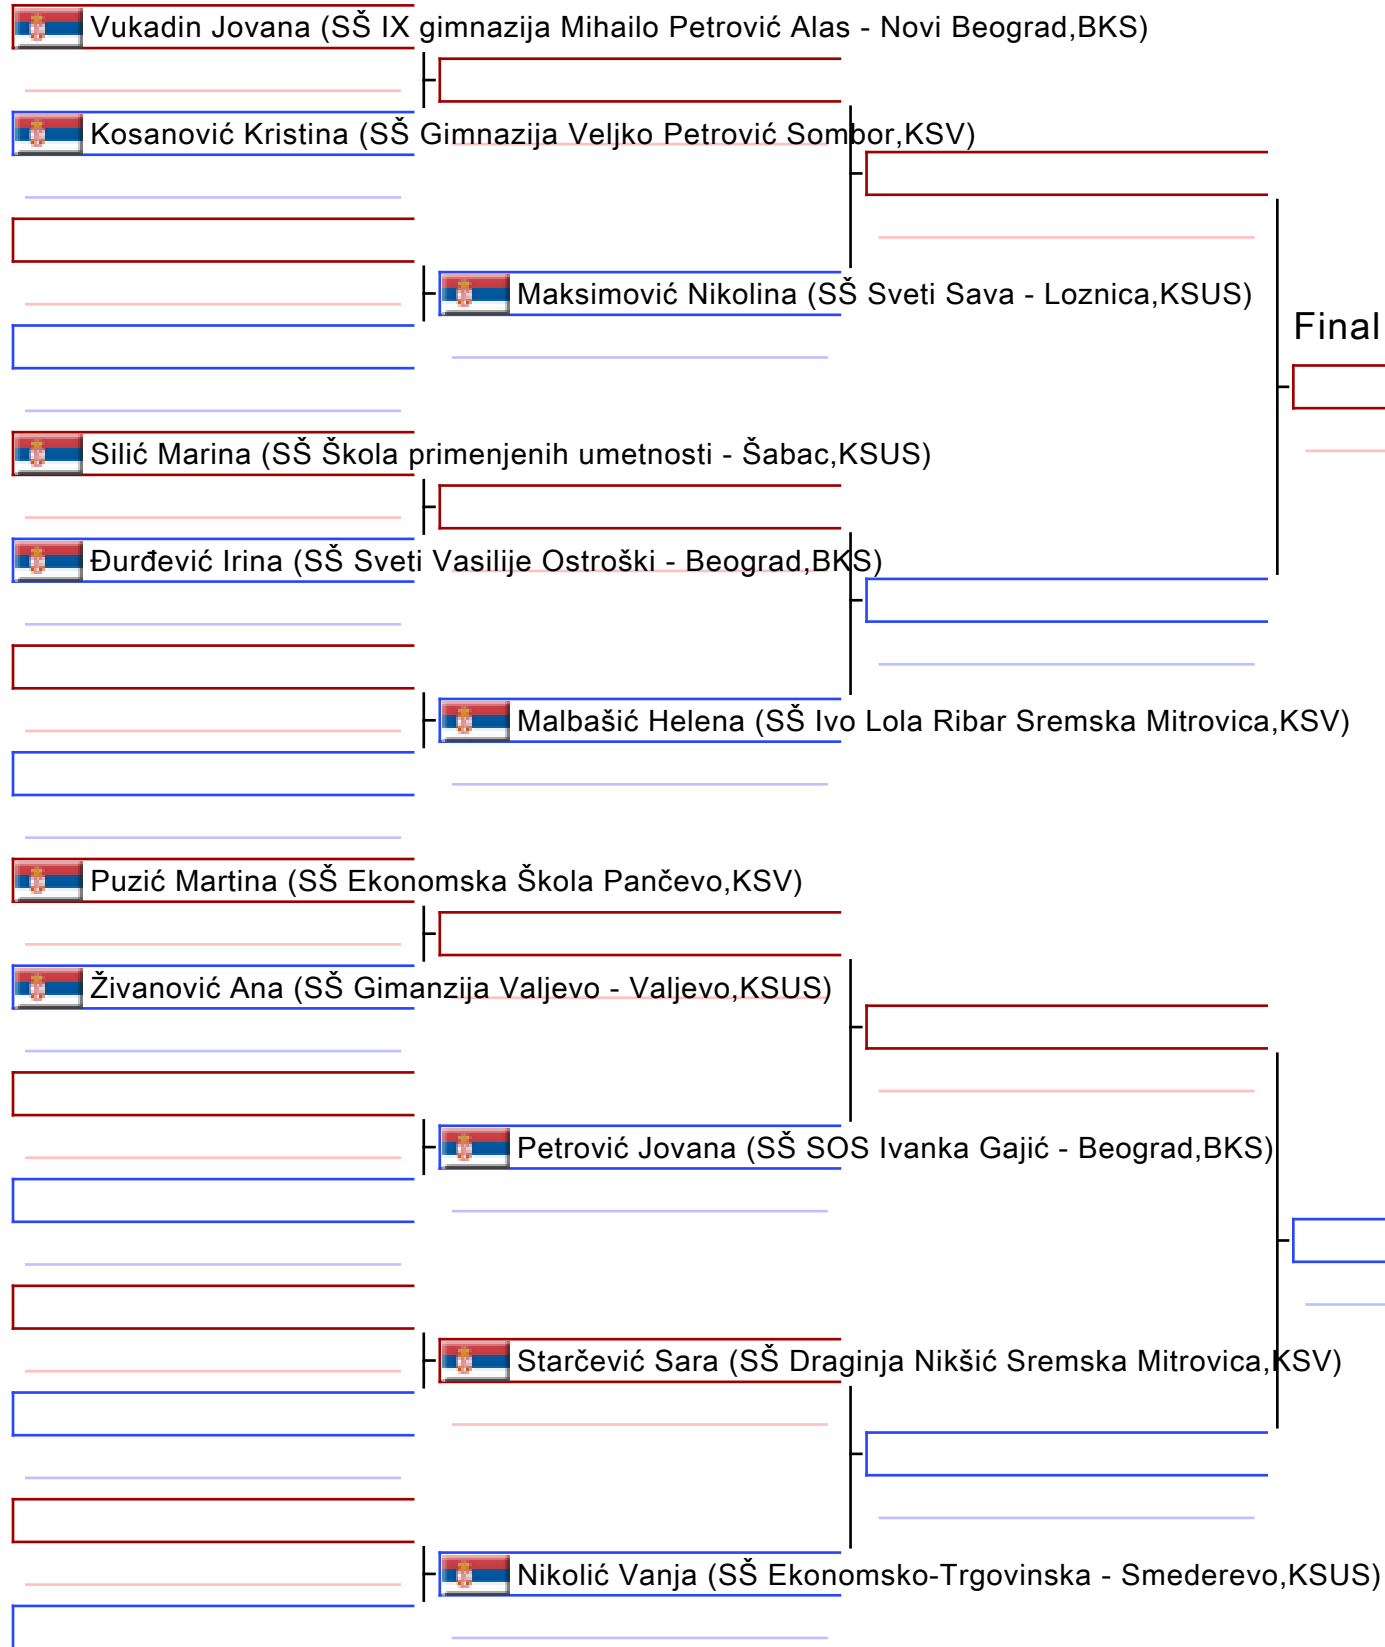 Vukadin Jovana (SŠ IX gimnazija Mihailo Petrović Alas - Novi Beograd,BKS)
Kosanović Kristina (SŠ Gimnazija Veljko Petrović Sombor,KSV)
Maksimović Nikolina (SŠ Sveti Sava - Loznica,KSUS)
Final
Silić Marina (SŠ Škola primenjenih umetnosti - Šabac,KSUS)
Đurđević Irina (SŠ Sveti Vasilije Ostroški - Beograd,BKS)
Malbašić Helena (SŠ Ivo Lola Ribar Sremska Mitrovica,KSV)
Puzić Martina (SŠ Ekonomska Škola Pančevo,KSV)
Živanović Ana (SŠ Gimanzija Valjevo - Valjevo,KSUS)
Petrović Jovana (SŠ SOS Ivanka Gajić - Beograd,BKS)
Starčević Sara (SŠ Draginja Nikšić Sremska Mitrovica,KSV)
Nikolić Vanja (SŠ Ekonomsko-Trgovinska - Smederevo,KSUS)